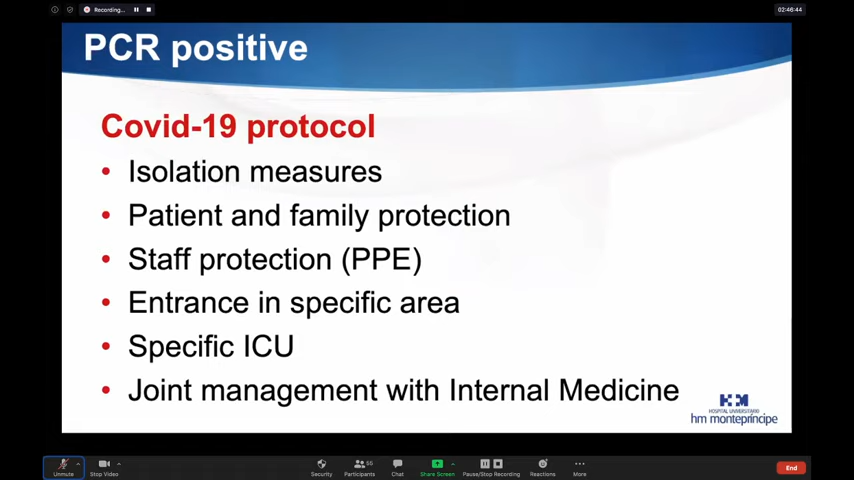 Recording...
02:46:44
PCR positive
Covid-19 protocol
• Isolation measures
• Patient and family protection
• Staff protection (PPE)
• Entrance in specific area
• Specific ICU
• Joint management with Internal Medicine
HM
HOSPITAL UNIVERSITARIO
hm montepríncipe
Unmute
Stop Video
Security
Participants
55
Chat
Share Screen
Pause/Stop Recording
Reactions
More
End